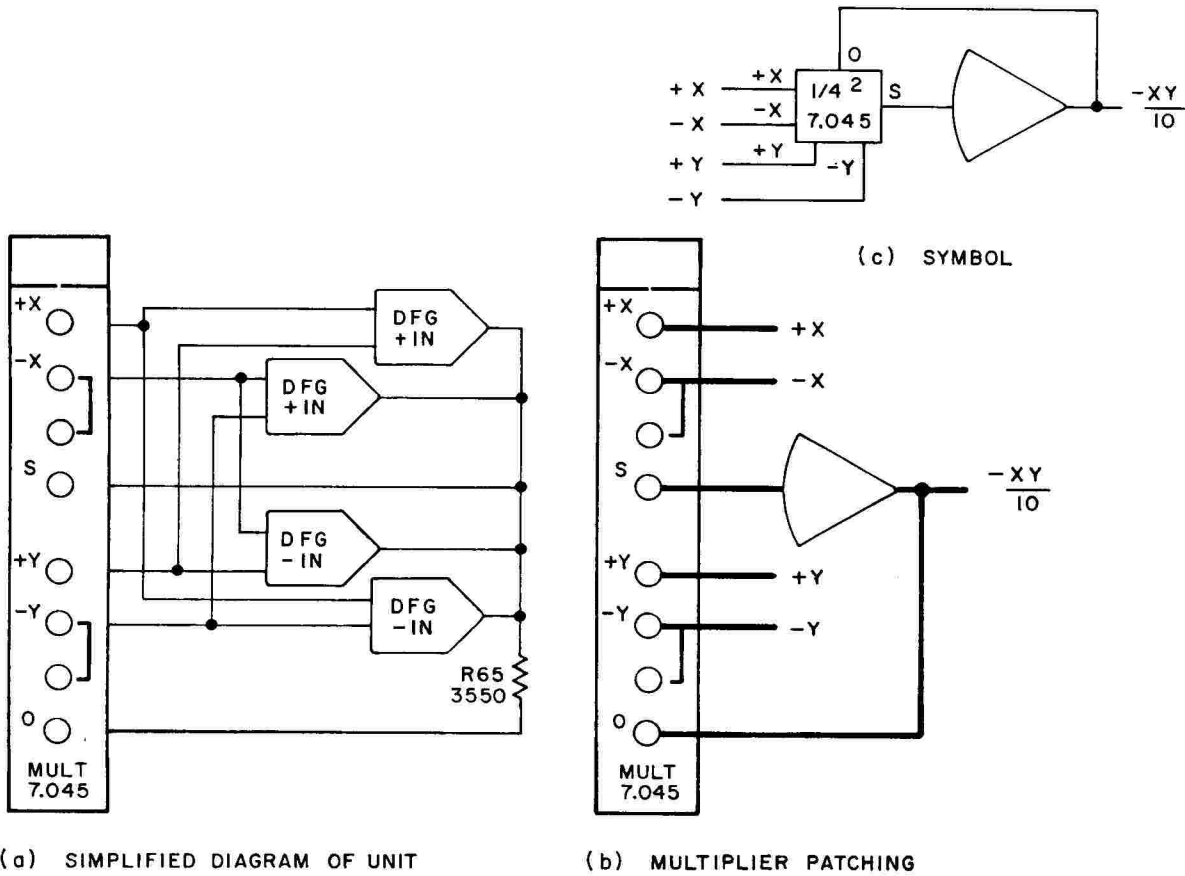 O
+X
+X
1/4 2
S
-X
-X
7.045
-XY
10
+Y
+Y
-Y
-Y
(c) SYMBOL
+X
DFG
+IN
-X
DFG
+IN
S
+Y
DFG
-IN
-Y
DFG
-IN
R65
3550
O
MULT
7.045
(a) SIMPLIFIED DIAGRAM OF UNIT
+X
+X
-X
-X
S
-XY
10
+Y
+Y
-Y
-Y
O
MULT
7.045
(b) MULTIPLIER PATCHING